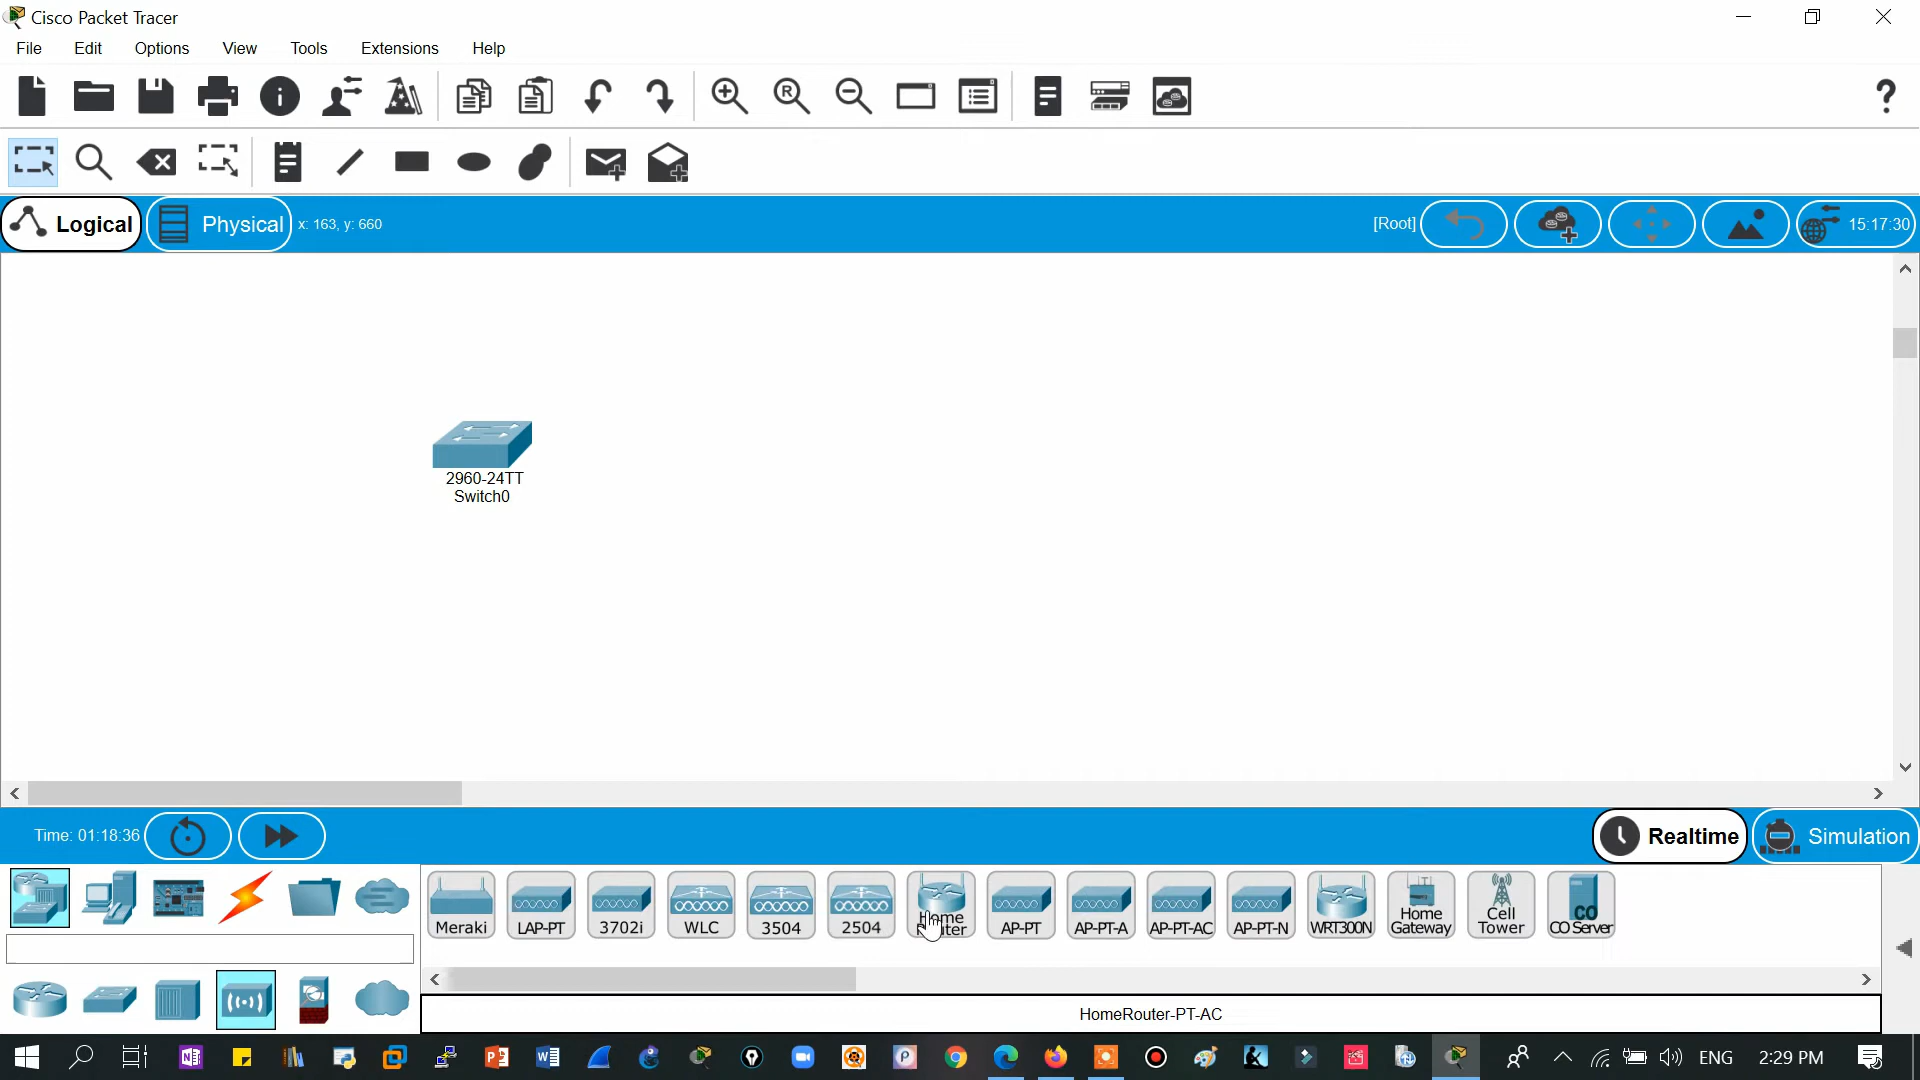 Cisco Packet Tracer
File Edit Options View Tools Extensions Help
Logical Physical x: 163, y: 660 [Root] 15:17:30
2960-24TT
Switch0
Time: 01:18:36 Realtime Simulation
Meraki LAP-PT 3702i WLC 3504 2504 Home Router AP-PT AP-PT-A AP-PT-AC AP-PT-N WRT300N Home Gateway Cell Tower CO Server
HomeRouter-PT-AC
ENG 2:29 PM